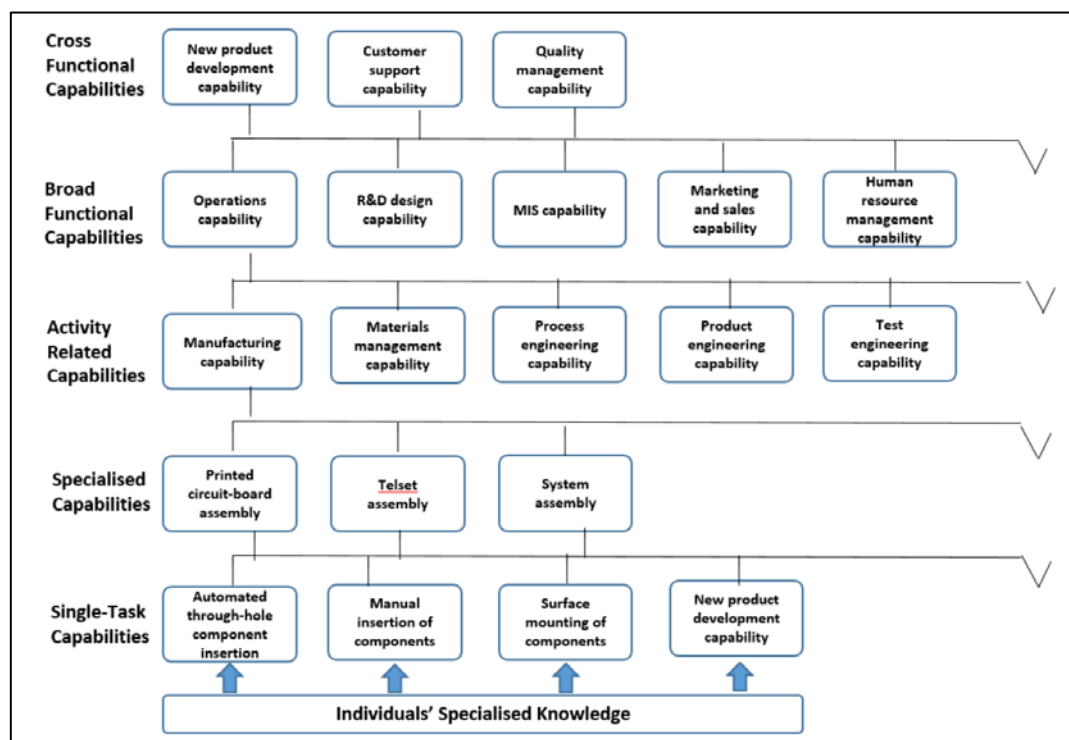 Cross
Functional
Capabilities
New product
development
capability
Customer
support
capability
Quality
management
capability
Broad
Functional
Capabilities
Operations
capability
R&D design
capability
MIS capability
Marketing
and sales
capability
Human
resource
management
capability
Activity
Related
Capabilities
Manufacturing
capability
Materials
management
capability
Process
engineering
capability
Product
engineering
capability
Test
engineering
capability
Specialised
Capabilities
Printed
circuit-board
assembly
Telset
assembly
System
assembly
Single-Task
Capabilities
Automated
through-hole
component
insertion
Manual
insertion of
components
Surface
mounting of
components
New product
development
capability
Individuals’ Specialised Knowledge